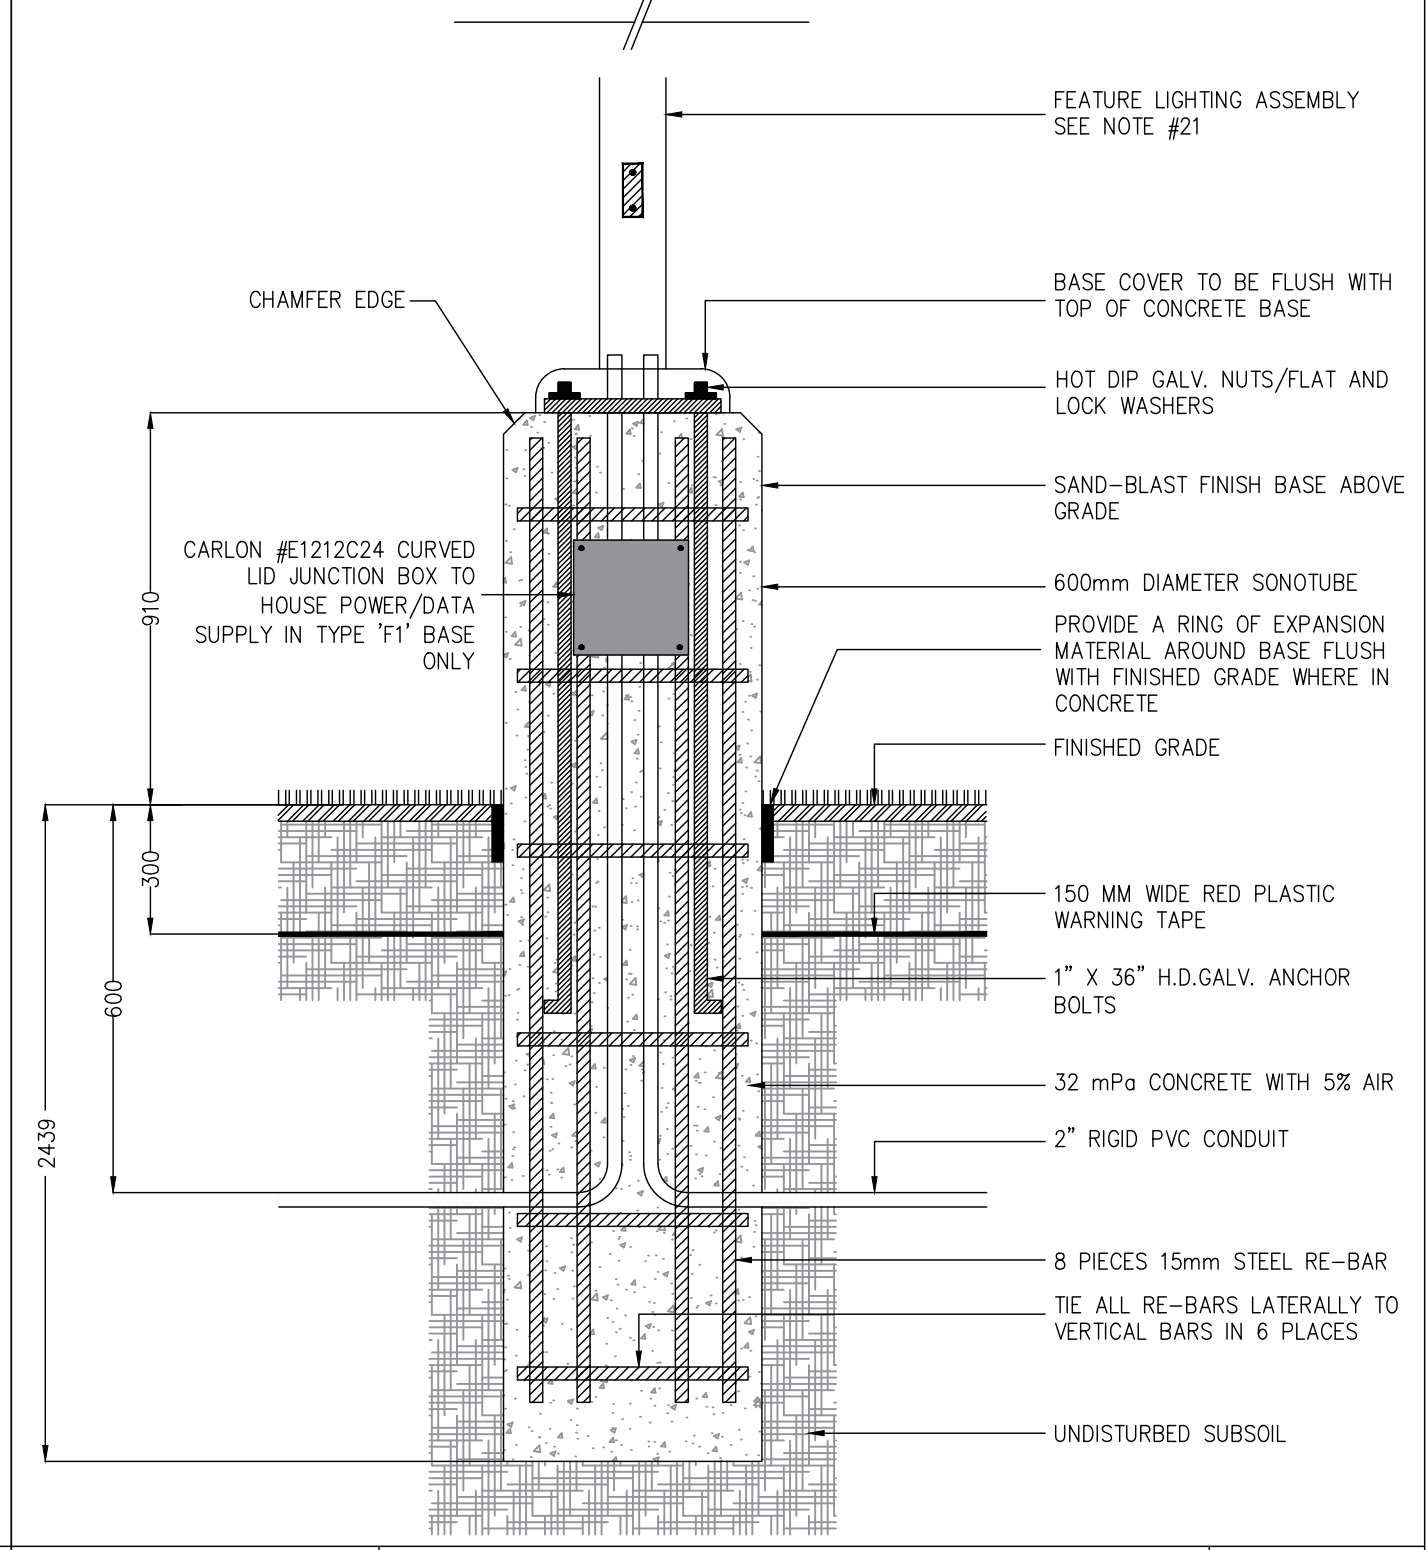 FEATURE LIGHTING ASSEMBLY
SEE NOTE #21
BASE COVER TO BE FLUSH WITH
TOP OF CONCRETE BASE
CHAMFER EDGE
HOT DIP GALV. NUTS/FLAT AND
LOCK WASHERS
SAND-BLAST FINISH BASE ABOVE
GRADE
CARLON #E1212C24 CURVED
LID JUNCTION BOX TO
HOUSE POWER/DATA
SUPPLY IN TYPE 'F1' BASE
ONLY
600mm DIAMETER SONOTUBE
910
PROVIDE A RING OF EXPANSION
MATERIAL AROUND BASE FLUSH
WITH FINISHED GRADE WHERE IN
CONCRETE
FINISHED GRADE
300
150 MM WIDE RED PLASTIC
WARNING TAPE
600
1” X 36” H.D.GALV. ANCHOR
BOLTS
32 mPa CONCRETE WITH 5% AIR
2439
2” RIGID PVC CONDUIT
8 PIECES 15mm STEEL RE-BAR
TIE ALL RE-BARS LATERALLY TO
VERTICAL BARS IN 6 PLACES
UNDISTURBED SUBSOIL